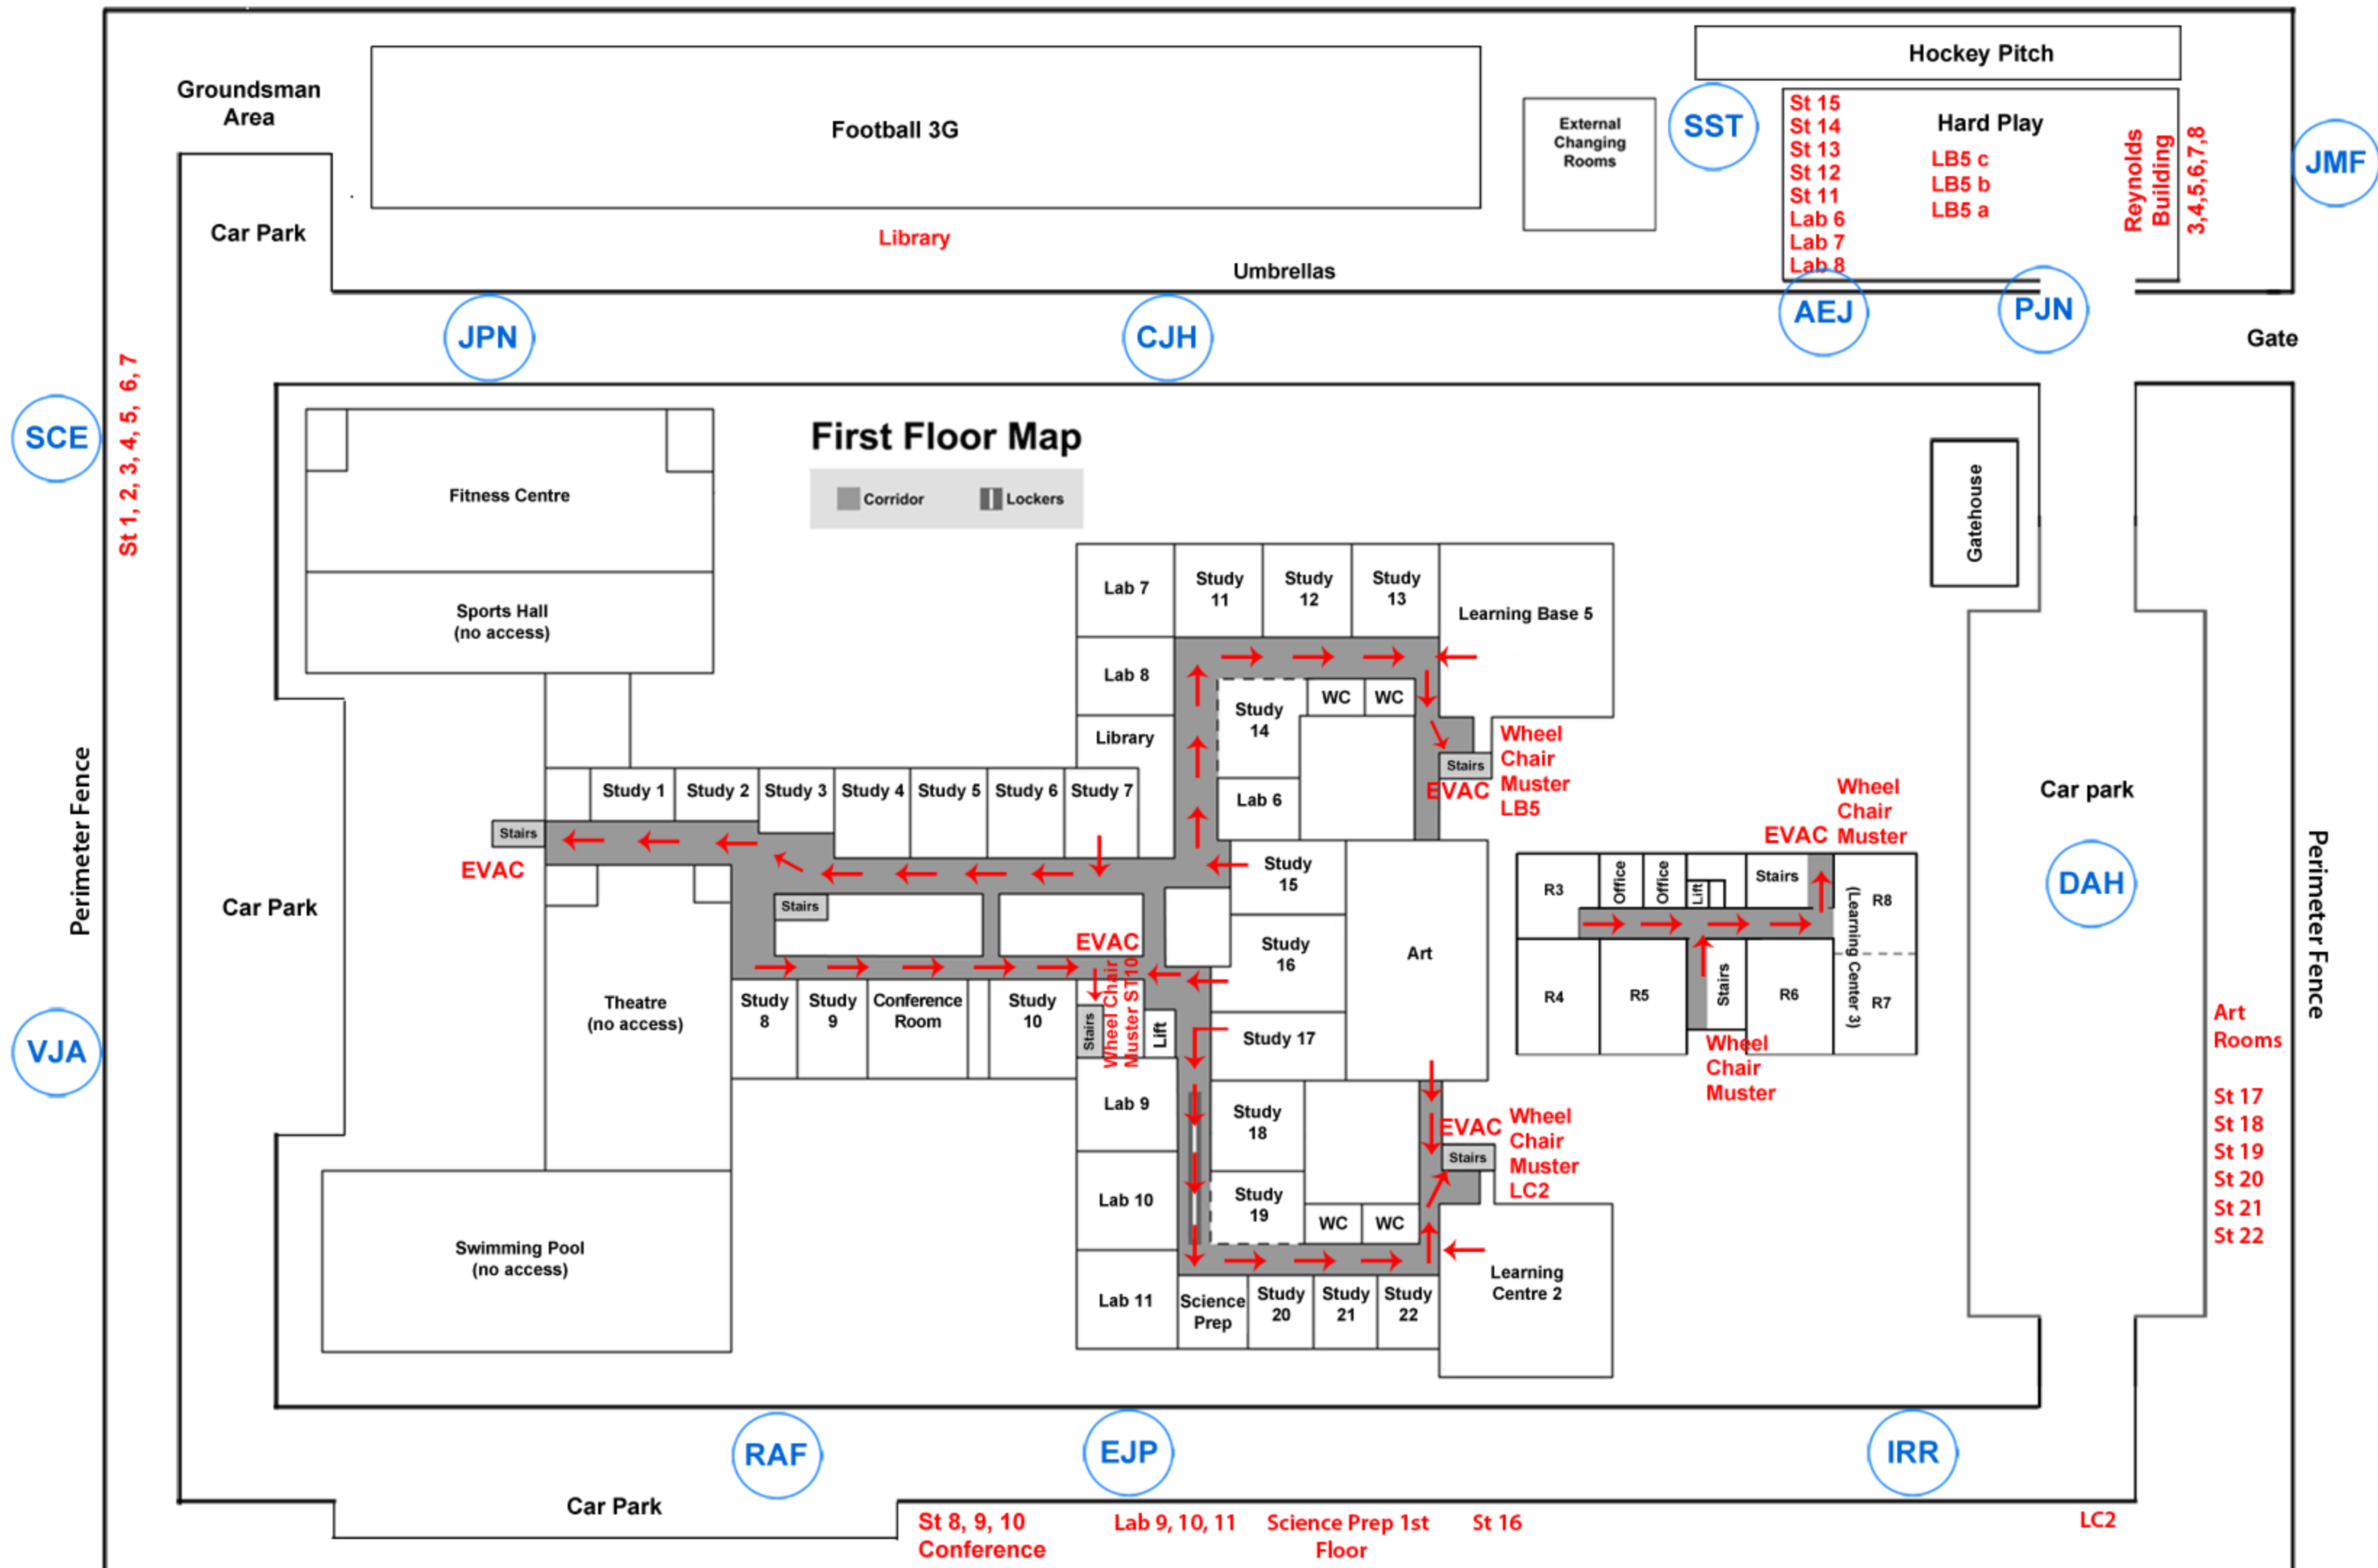 Hockey Pitch
Groundsman
Area
Football 3G
External
Changing
Rooms
SST
St 15
St 14
St 13
St 12
St 11
Lab 6
Lab 7
Lab 8
Hard Play
LB5 c
LB5 b
LB5 a
Reynolds
Building
3,4,5,6,7,8
JMF
Car Park
Library
Umbrellas
JPN
CJH
AEJ
PJN
Gate
SCE
St 1, 2, 3, 4, 5, 6, 7
First Floor Map
Corridor
Lockers
Fitness Centre
Sports Hall
(no access)
Gatehouse
Lab 7
Study
11
Study
12
Study
13
Learning Base 5
Lab 8
Study
14
WC
WC
Library
Stairs
Wheel
Chair
Muster
LB5
EVAC
Lab 6
Study 1
Study 2
Study 3
Study 4
Study 5
Study 6
Study 7
Stairs
EVAC
Perimeter Fence
Car Park
Stairs
Study
15
Study
16
Art
EVAC
Wheel Chair
Muster ST10
Theatre
(no access)
Study
8
Study
9
Conference
Room
Study
10
Stairs
Lift
Study 17
Wheel
Chair
Muster
EVAC
R3
Office
Office
Lift
Stairs
R8
(Learning Center 3)
R4
R5
Stairs
R6
R7
Wheel
Chair
Muster
Car park
DAH
Perimeter Fence
VJA
Art
Rooms
St 17
St 18
St 19
St 20
St 21
St 22
Lab 9
Study
18
EVAC
Stairs
Wheel
Chair
Muster
LC2
Lab 10
Study
19
WC
WC
Swimming Pool
(no access)
Lab 11
Science
Prep
Study
20
Study
21
Study
22
Learning
Centre 2
RAF
EJP
IRR
Car Park
St 8, 9, 10
Conference
Lab 9, 10, 11
Science Prep 1st
Floor
St 16
LC2